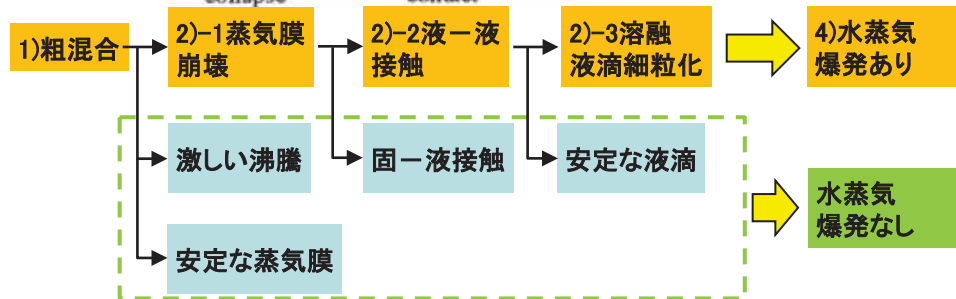 collapse
contact
1)粗混合
2)-1蒸気膜
崩壊
2)-2液－液
接触
2)-3溶融
液滴細粒化
4)水蒸気
爆発あり
激しい沸騰
固－液接触
安定な液滴
水蒸気
爆発なし
安定な蒸気膜